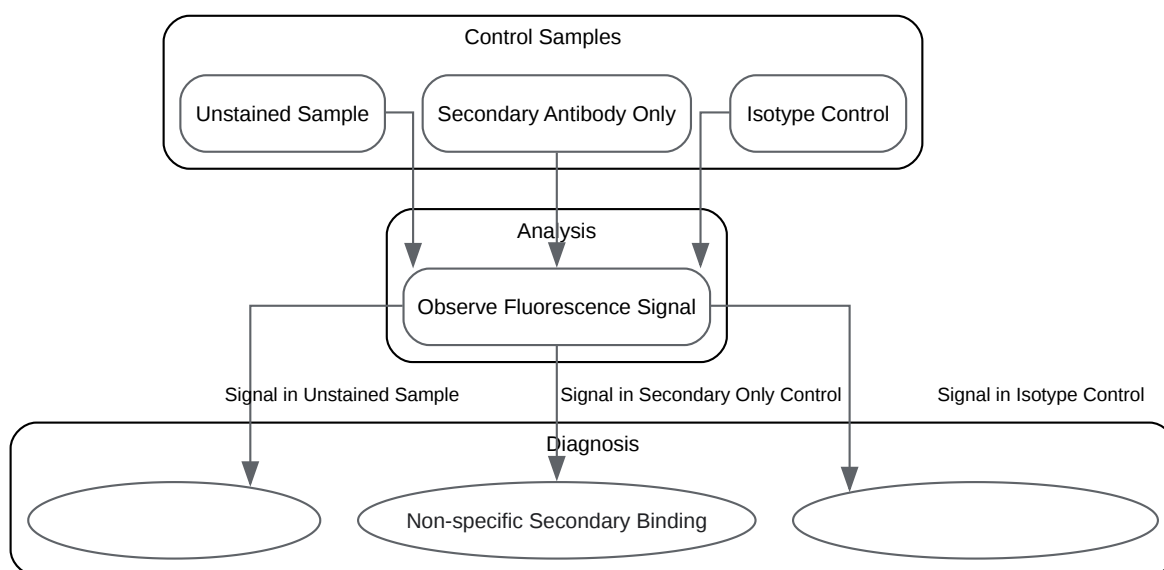 Control Samples
Unstained Sample
Secondary Antibody Only
Isotype Control
Analysis
Observe Fluorescence Signal
Signal in Unstained Sample
Signal in Secondary Only Control
Signal in Isotype Control
Diagnosis
Non-specific Secondary Binding